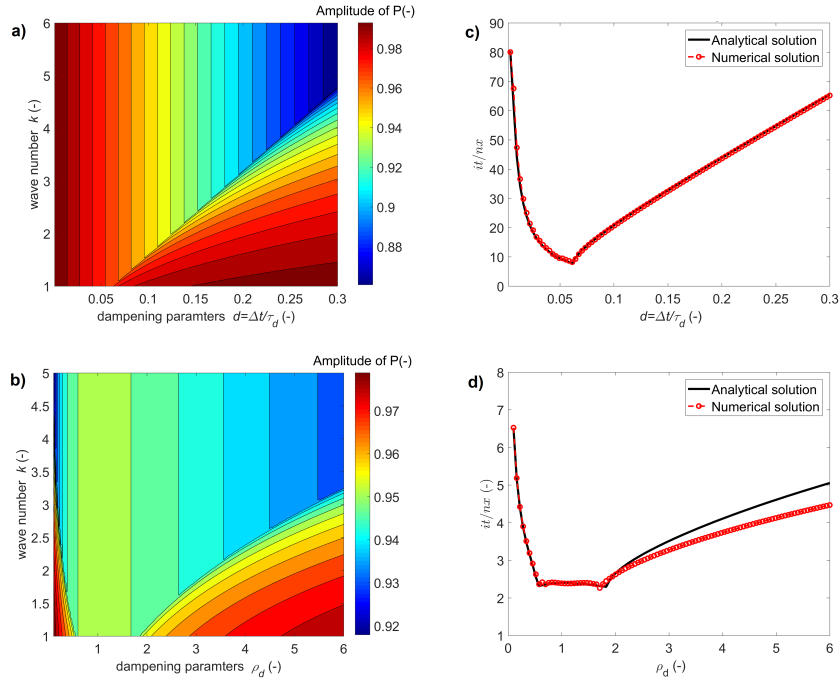 a)
Amplitude of P(-)
6
5
4
3
2
1
wave number k (-)
0.05 0.1 0.15 0.2 0.25 0.3
dampening paramters d=Δt/τd (-)
0.98
0.96
0.94
0.92
0.9
0.88
c)
90
80
70
60
50
40
30
20
10
0
it/nx
Analytical solution
Numerical solution
0 0.05 0.1 0.15 0.2 0.25 0.3
d=Δt/τd (-)
b)
Amplitude of P(-)
5
4.5
4
3.5
3
2.5
2
1.5
1
wave number k (-)
1 2 3 4 5 6
dampening paramters ρd (-)
0.97
0.96
0.95
0.94
0.93
0.92
d)
8
7
6
5
4
3
2
1
0
it/nx (-)
Analytical solution
Numerical solution
0 1 2 3 4 5 6
ρd (-)